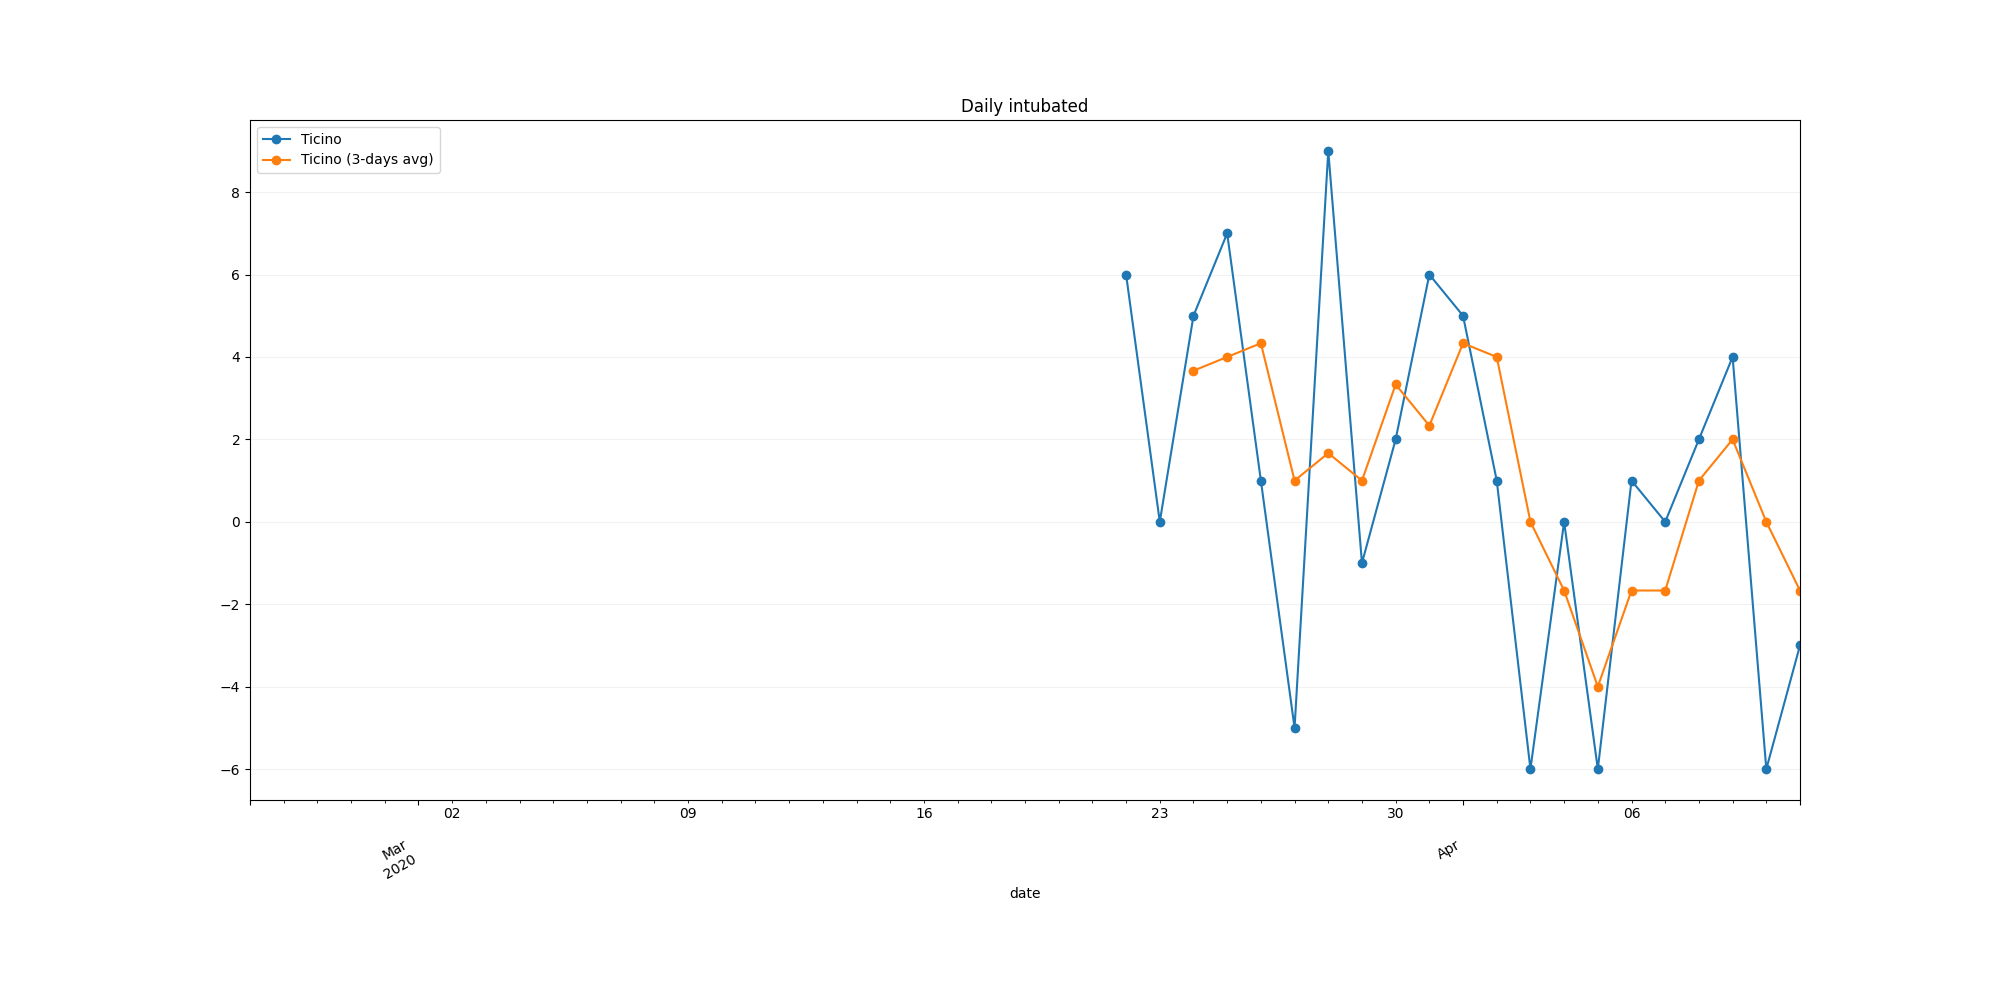 Daily intubated
Ticino
Ticino (3-days avg)
8
6
4
2
0
−2
−4
−6
02 09 16 23 30 06
Mar
2020
Apr
date